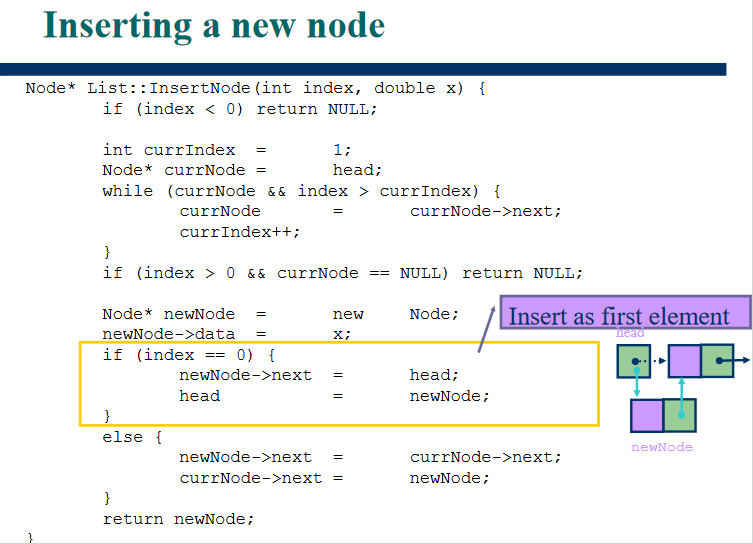 Inserting a new node
Node* List::InsertNode(int index, double x) {
if (index < 0) return NULL;
int currIndex = 1;
Node* currNode = head;
while (currNode && index > currIndex) {
currNode = currNode->next;
currIndex++;
}
if (index > 0 && currNode == NULL) return NULL;
Node* newNode = new Node;
newNode->data = x;
if (index == 0) {
newNode->next = head;
head = newNode;
}
else {
newNode->next = currNode->next;
currNode->next = newNode;
}
return newNode;
}
Insert as first element
head
newNode